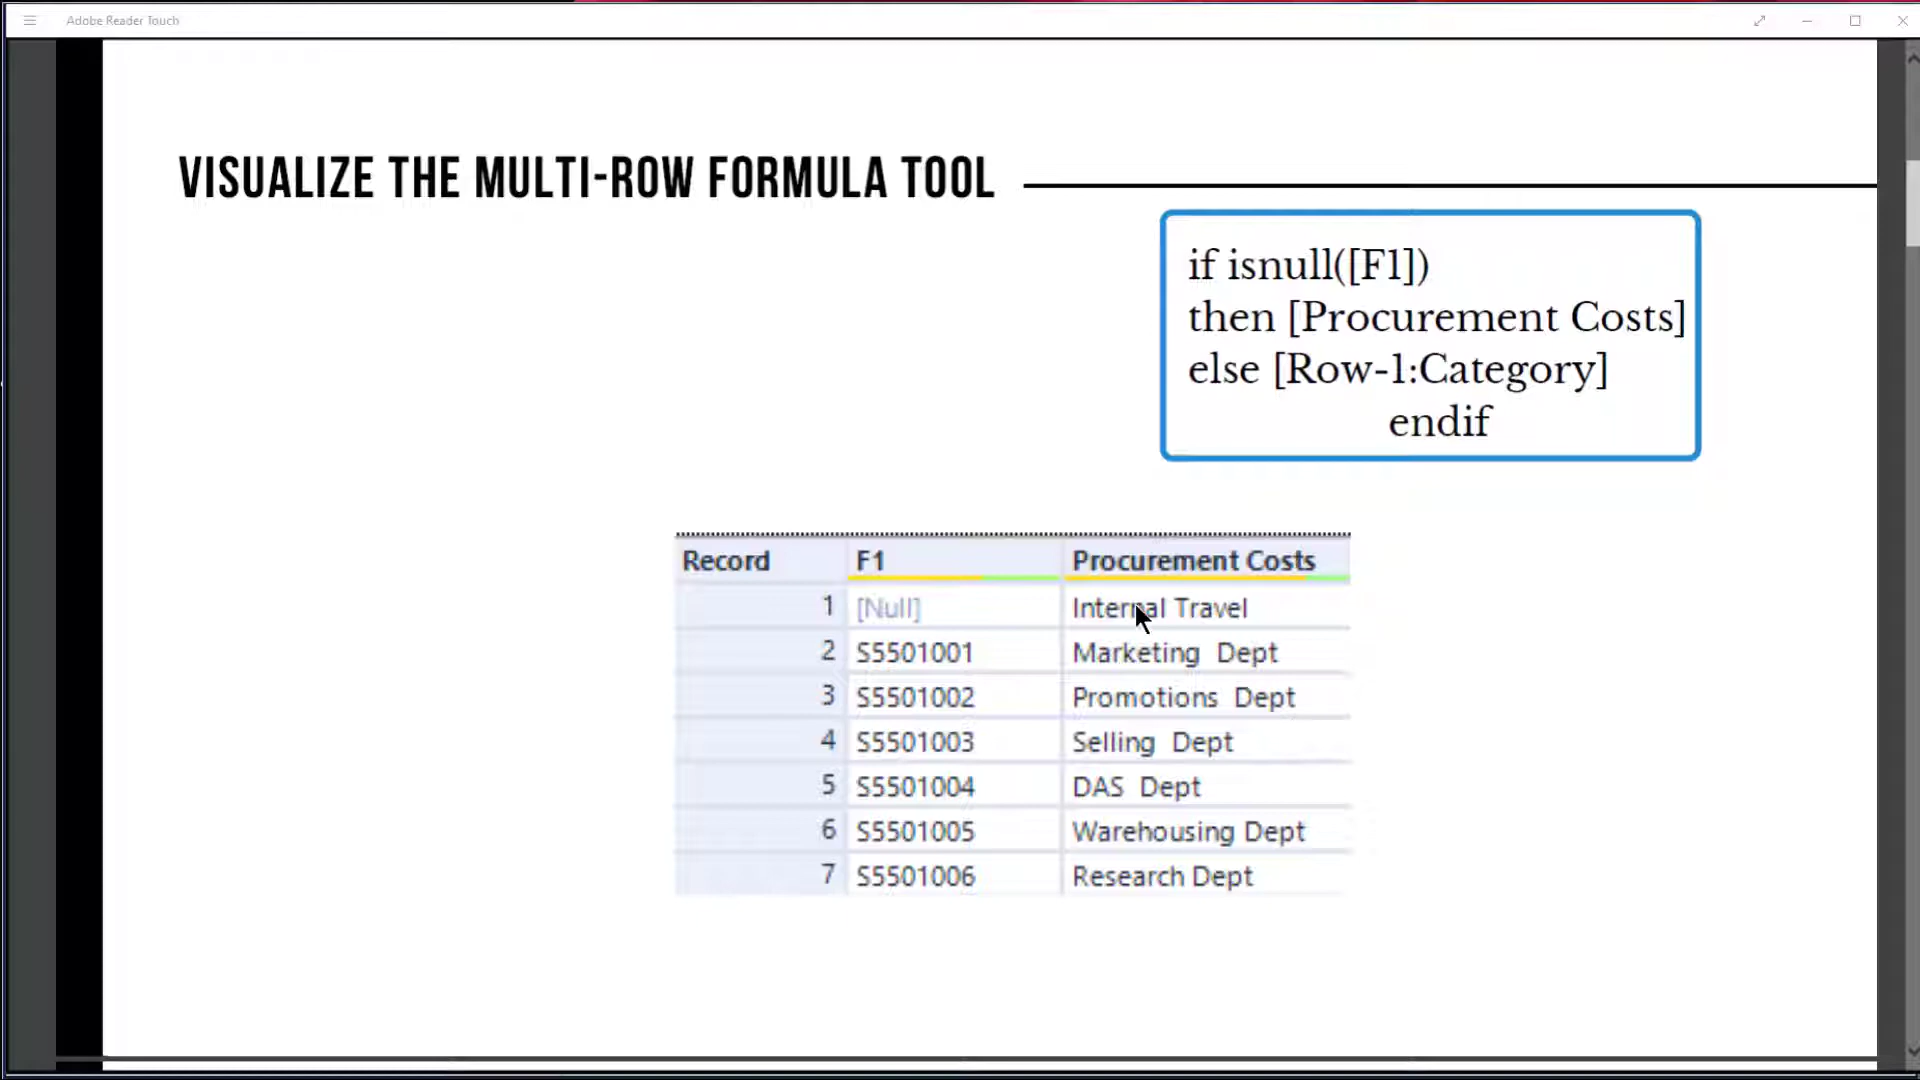 Adobe Reader Touch
VISUALIZE THE MULTI-ROW FORMULA TOOL
if isnull([F1])
then [Procurement Costs]
else [Row-1:Category]
endif
Record F1 Procurement Costs
1 [Null] Internal Travel
2 S5501001 Marketing Dept
3 S5501002 Promotions Dept
4 S5501003 Selling Dept
5 S5501004 DAS Dept
6 S5501005 Warehousing Dept
7 S5501006 Research Dept